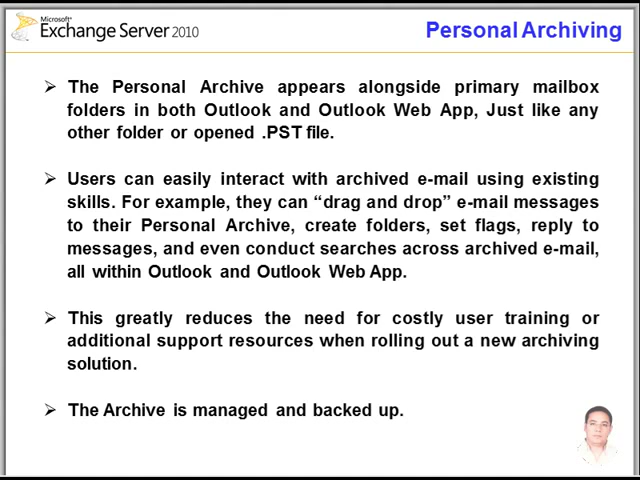 Microsoft®
Exchange Server 2010
Personal Archiving
The Personal Archive appears alongside primary mailbox
folders in both Outlook and Outlook Web App, Just like any
other folder or opened .PST file.
Users can easily interact with archived e-mail using existing
skills. For example, they can “drag and drop” e-mail messages
to their Personal Archive, create folders, set flags, reply to
messages, and even conduct searches across archived e-mail,
all within Outlook and Outlook Web App.
This greatly reduces the need for costly user training or
additional support resources when rolling out a new archiving
solution.
The Archive is managed and backed up.